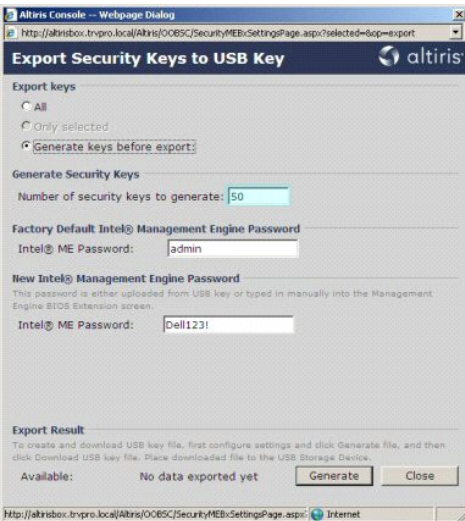 Altiris Console -- Webpage Dialog
http://altirisbox.trvpro.local/Altiris/OOBSC/SecurityMEBxSettingsPage.aspx?selected=&op=export
Export Security Keys to USB Key
altiris
Export keys
All
Only selected
Generate keys before export:
Generate Security Keys
Number of security keys to generate: 50
Factory Default Intel® Management Engine Password
Intel® ME Password: admin
New Intel® Management Engine Password
This password is either uploaded from USB key or typed in manually into the Management
Engine BIOS Extension screen.
Intel® ME Password: Dell123!
Export Result
To create and download USB key file, first configure settings and click Generate file, and then
click Download USB key file. Place downloaded file to the USB Storage Device.
Available: No data exported yet Generate Close
http://altirisbox.trvpro.local/Altiris/OOBSC/SecurityMEBxSettingsPage.aspx Internet